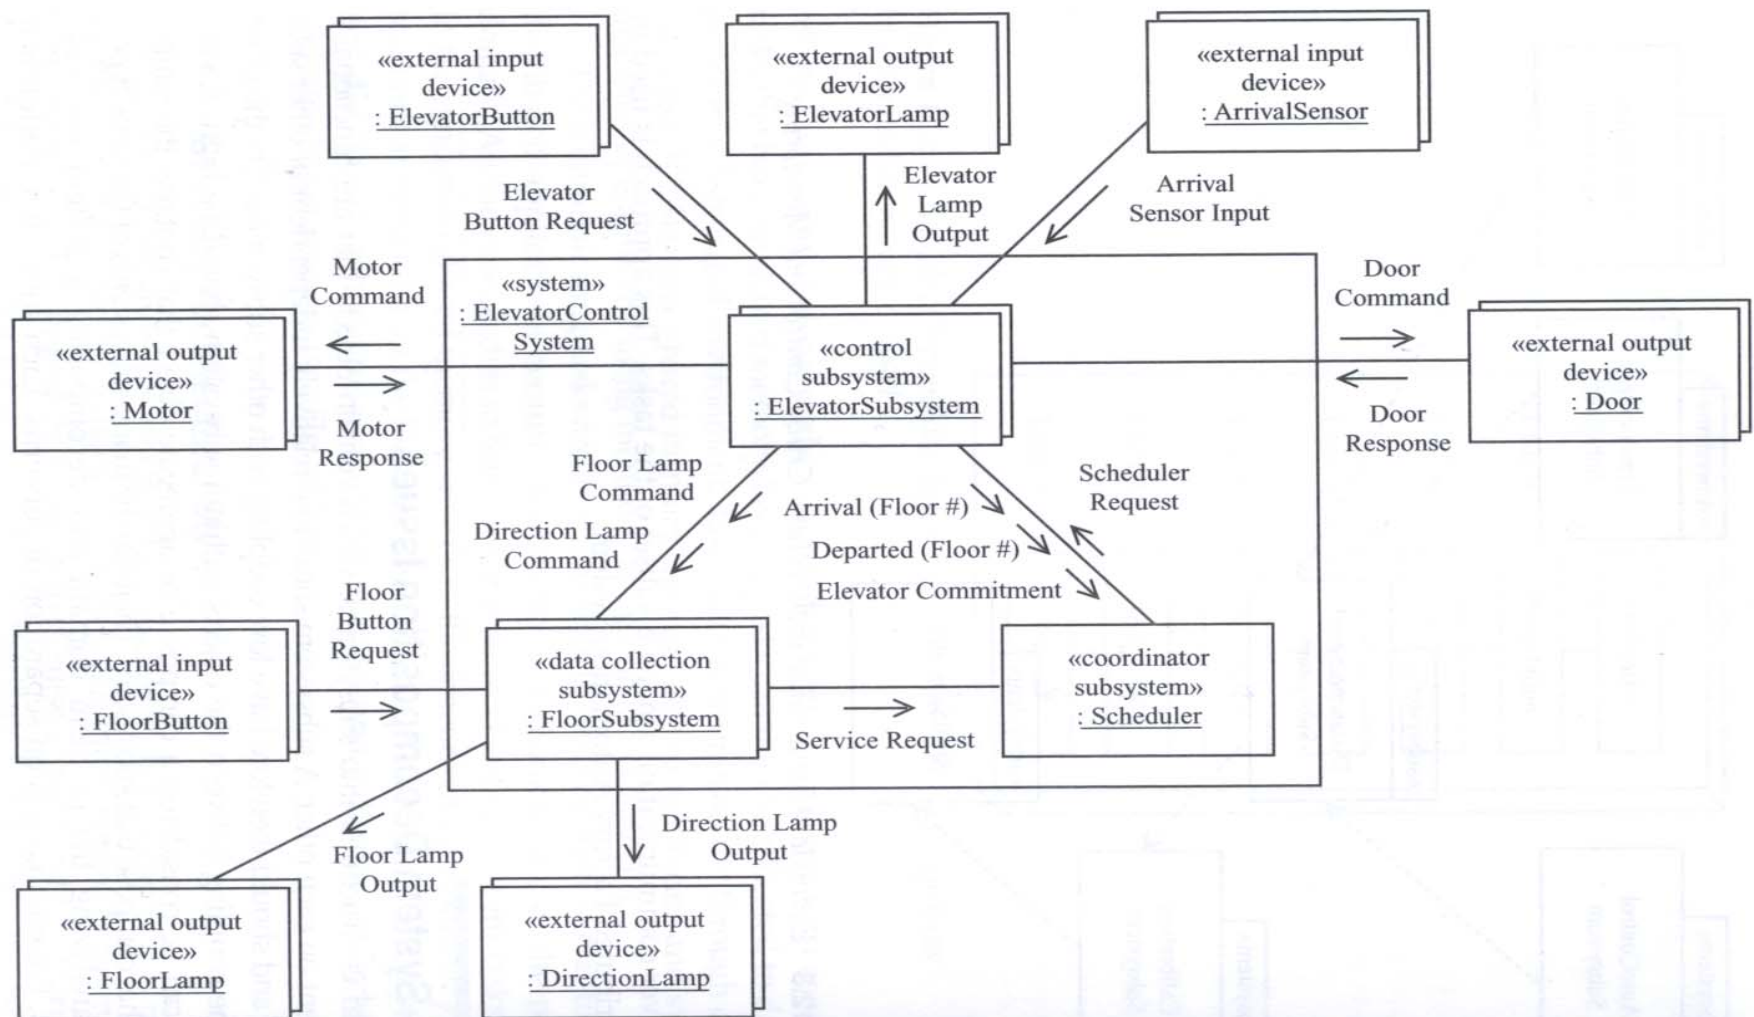 «external input
device»
: ElevatorButton
«external output
device»
: ElevatorLamp
«external input
device»
: ArrivalSensor
Elevator
Button Request
Elevator
Lamp
Output
Arrival
Sensor Input
Motor
Command
«system»
: ElevatorControl
System
Door
Command
«external output
device»
: Motor
«control
subsystem»
: ElevatorSubsystem
«external output
device»
: Door
Motor
Response
Door
Response
Floor Lamp
Command
Scheduler
Request
Arrival (Floor #)
Direction Lamp
Command
Departed (Floor #)
Elevator Commitment
Floor
Button
Request
«external input
device»
: FloorButton
«data collection
subsystem»
: FloorSubsystem
«coordinator
subsystem»
: Scheduler
Service Request
Floor Lamp
Output
Direction Lamp
Output
«external output
device»
: FloorLamp
«external output
device»
: DirectionLamp